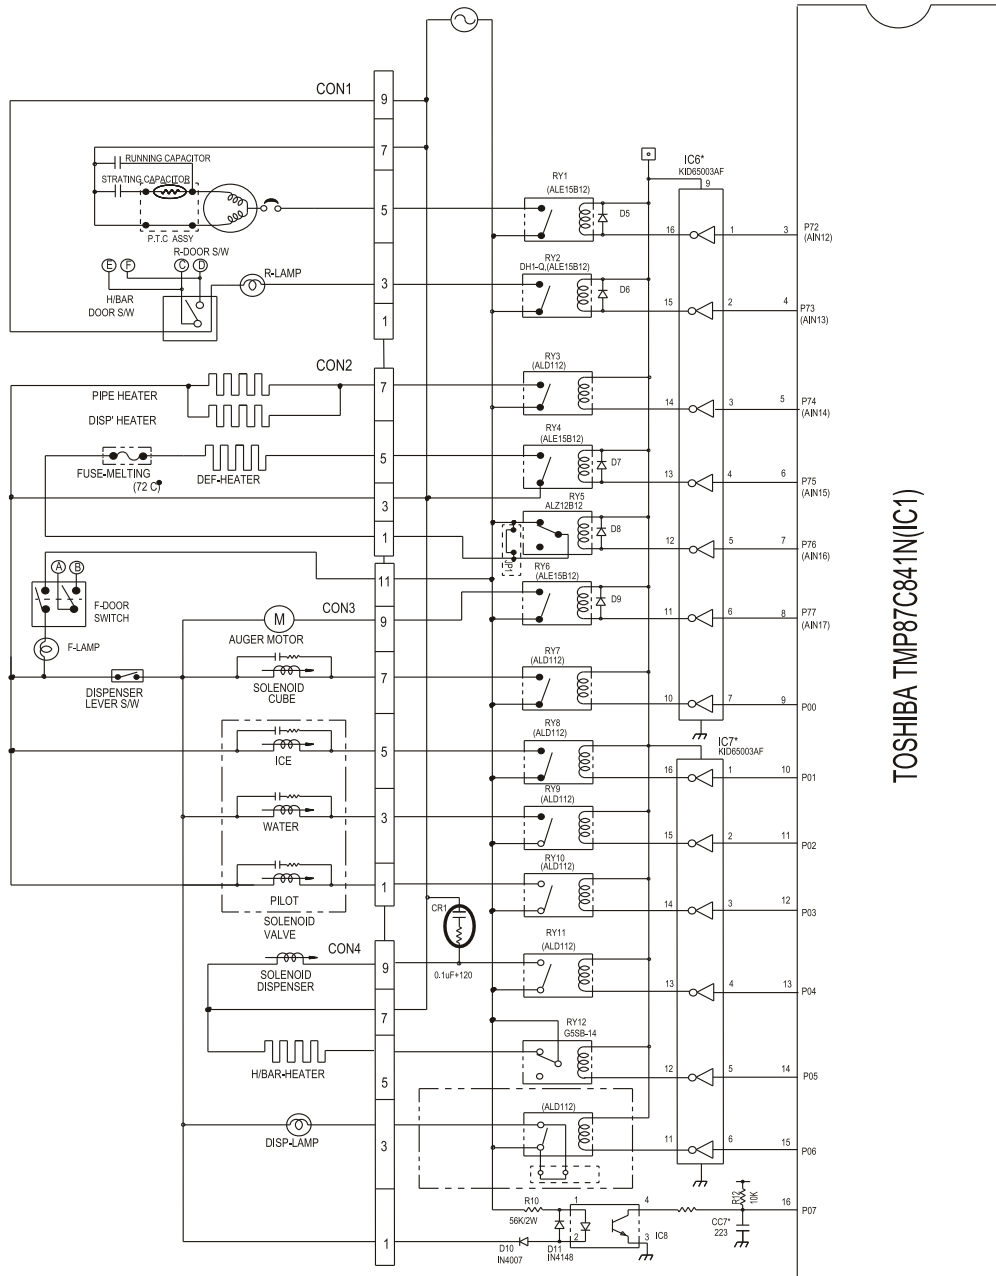 CON1
9
7
RUNNING CAPACITOR
STRATING CAPACITOR
P.T.C ASSY
5
R-DOOR S/W
E F C D
R-LAMP
H/BAR
DOOR S/W
3
1
CON2
PIPE HEATER
7
DISP' HEATER
FUSE-MELTING
(72 C)
DEF-HEATER
5
3
1
A B
F-DOOR
SWITCH
11
CON3
M
9
AUGER MOTOR
F-LAMP
DISPENSER
LEVER S/W
SOLENOID
CUBE
7
ICE
5
WATER
3
PILOT
1
SOLENOID
VALVE
CON4
SOLENOID
DISPENSER
9
7
H/BAR-HEATER
5
DISP-LAMP
3
1
CR1
0.1uF+120
RY1
(ALE15B12)
D5
RY2
DH1-Q,(ALE15B12)
D6
RY3
(ALD112)
RY4
(ALE15B12)
D7
RY5
ALZ12B12
D8
JP1
RY6
(ALE15B12)
D9
RY7
(ALD112)
RY8
(ALD112)
RY9
(ALD112)
RY10
(ALD112)
RY11
(ALD112)
RY12
G5SB-14
(ALD112)
R10
56K/2W
D10
IN4007
D11
IN4148
1
2
4
3
IC8
R12
10K
CC7*
223
IC6*
KID65003AF
9
16 1 3 P72
(AIN12)
15 2 4 P73
(AIN13)
14 3 5 P74
(AIN14)
13 4 6 P75
(AIN15)
12 5 7 P76
(AIN16)
11 6 8 P77
(AIN17)
10 7 9 P00
IC7*
KID65003AF
16 1 10 P01
15 2 11 P02
14 3 12 P03
13 4 13 P04
12 5 14 P05
11 6 15 P06
16 P07
TOSHIBA TMP87C841N(IC1)